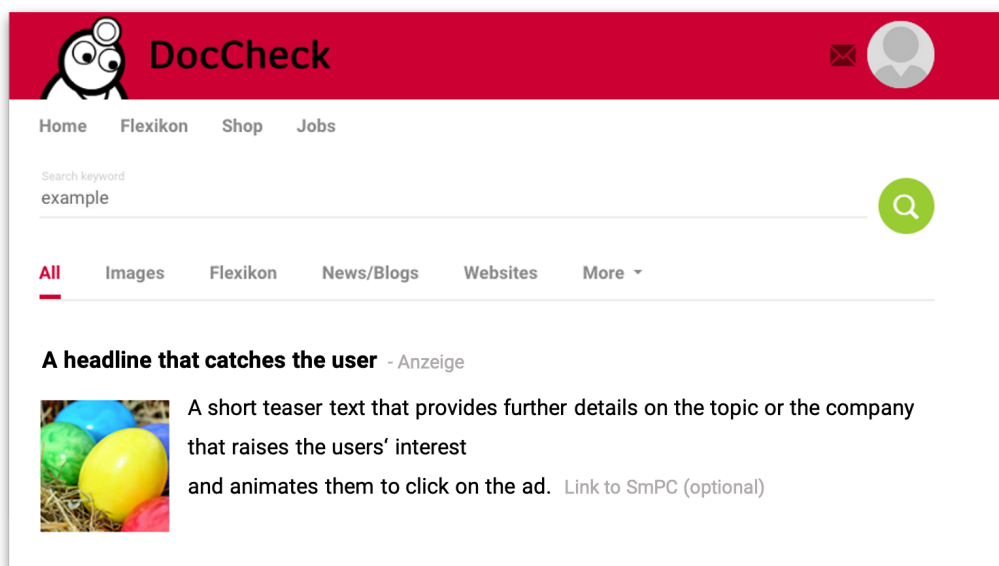 DocCheck
Home Flexikon Shop Jobs
Search keyword
example
All Images Flexikon News/Blogs Websites More
A headline that catches the user - Anzeige
A short teaser text that provides further details on the topic or the company
that raises the users‘ interest
and animates them to click on the ad. Link to SmPC (optional)